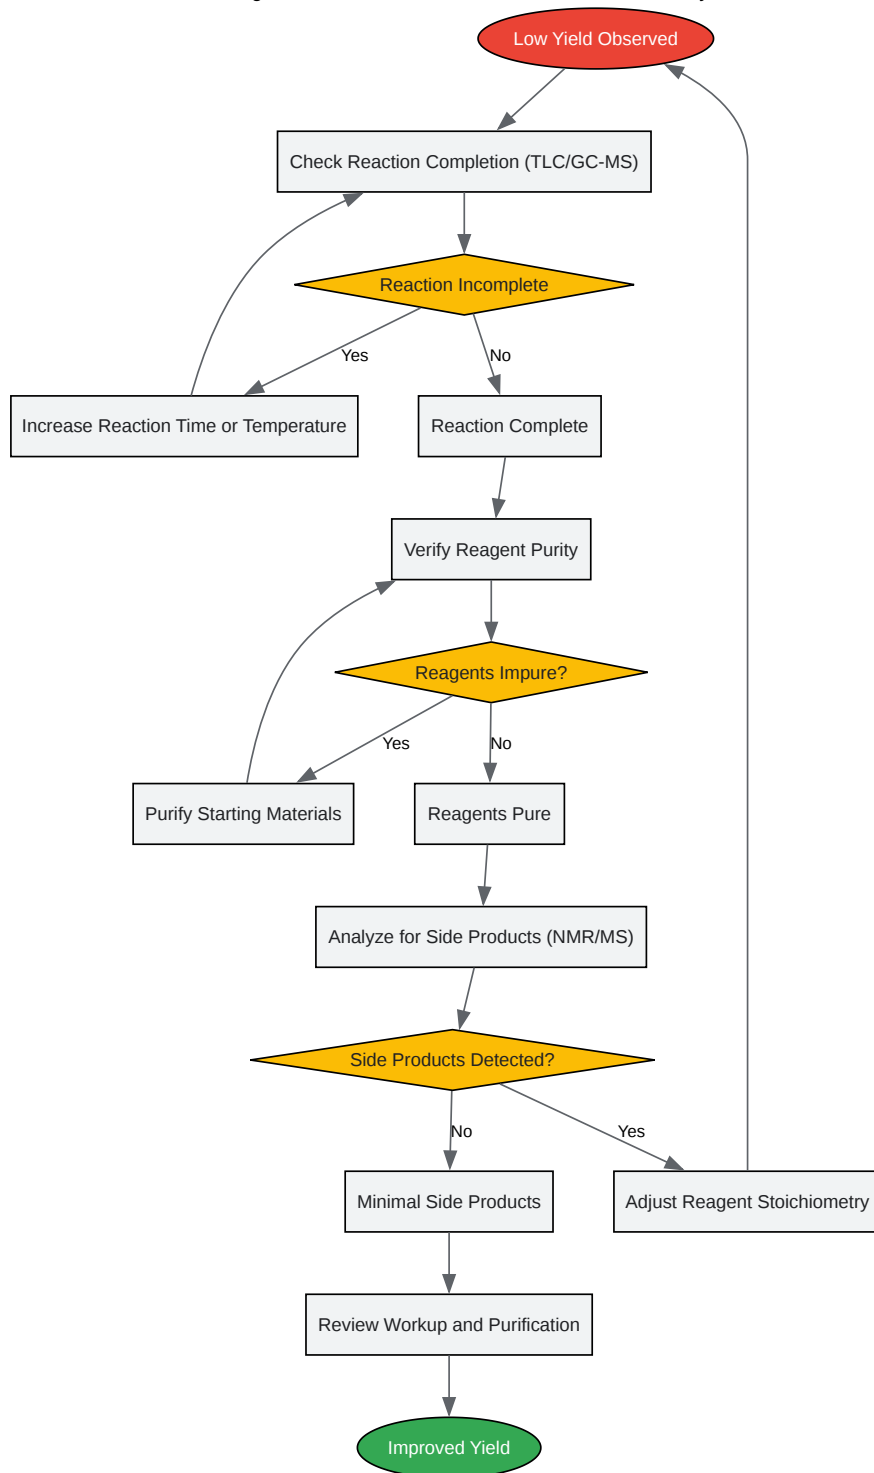 Low Yield Observed
Check Reaction Completion (TLC/GC-MS)
Reaction Incomplete
Yes
No
Increase Reaction Time or Temperature
Reaction Complete
Verify Reagent Purity
Reagents Impure?
Yes
No
Purify Starting Materials
Reagents Pure
Analyze for Side Products (NMR/MS)
Side Products Detected?
No
Yes
Minimal Side Products
Adjust Reagent Stoichiometry
Review Workup and Purification
Improved Yield